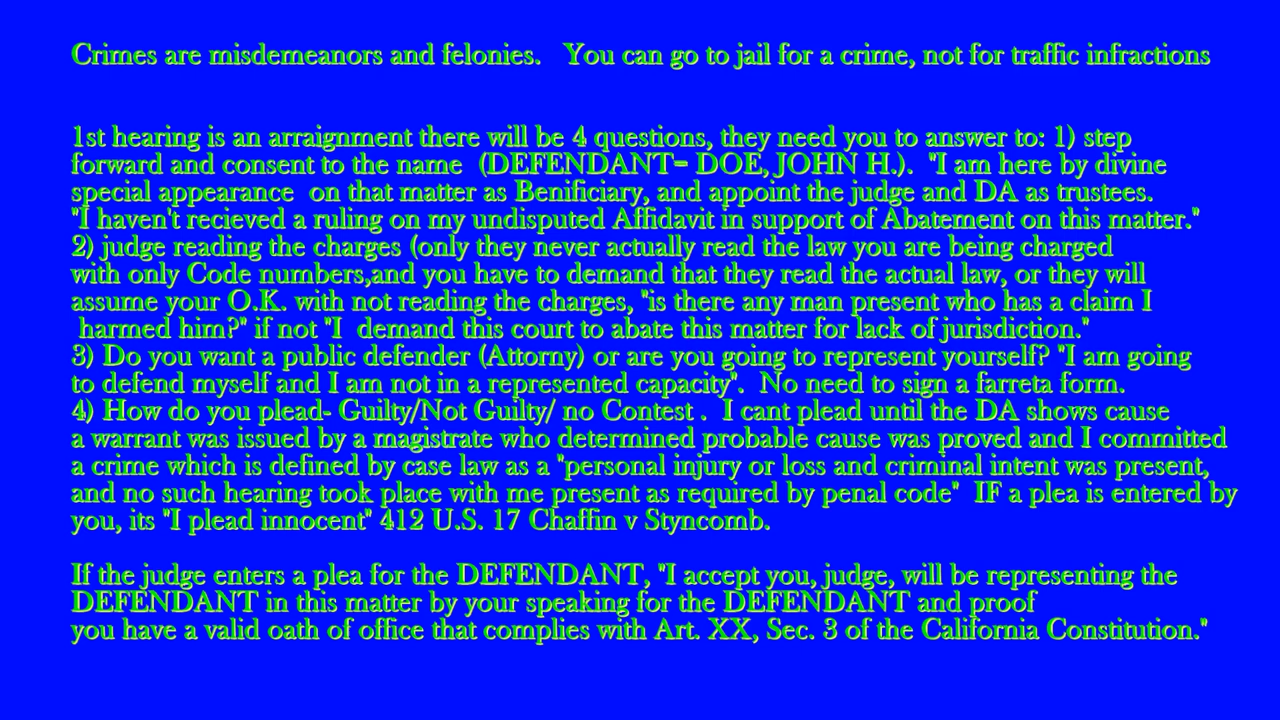 Crimes are misdemeanors and felonies.   You can go to jail for a crime, not for traffic infractions
1st hearing is an arraignment there will be 4 questions, they need you to answer to: 1) step
forward and consent to the name  (DEFENDANT= DOE, JOHN H.).  "I am here by divine
special appearance  on that matter as Benificiary, and appoint the judge and DA as trustees.
"I haven't recieved a ruling on my undisputed Affidavit in support of Abatement on this matter."
2) judge reading the charges (only they never actually read the law you are being charged
with only Code numbers,and you have to demand that they read the actual law, or they will
assume your O.K. with not reading the charges, "is there any man present who has a claim I
harmed him?" if not "I  demand this court to abate this matter for lack of jurisdiction."
3) Do you want a public defender (Attorny) or are you going to represent yourself? "I am going
to defend myself and I am not in a represented capacity".  No need to sign a farreta form.
4) How do you plead- Guilty/Not Guilty/ no Contest .  I cant plead until the DA shows cause
a warrant was issued by a magistrate who determined probable cause was proved and I committed
a crime which is defined by case law as a "personal injury or loss and criminal intent was present,
and no such hearing took place with me present as required by penal code"  IF a plea is entered by
you, its "I plead innocent" 412 U.S. 17 Chaffin v Styncomb.
If the judge enters a plea for the DEFENDANT, "I accept you, judge, will be representing the
DEFENDANT in this matter by your speaking for the DEFENDANT and proof
you have a valid oath of office that complies with Art. XX, Sec. 3 of the California Constitution."